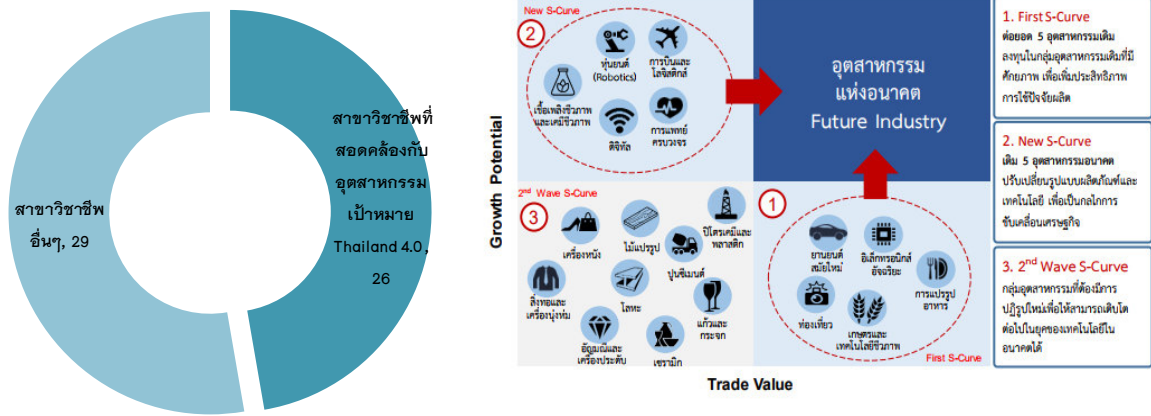 สาขาวิชาชีพที่
สอดคล้องกับ
อุตสาหกรรม
เป้าหมาย
Thailand 4.0,
26
สาขาวิชาชีพ
อื่นๆ, 29
New S-Curve
2
หุ่นยนต์
(Robotics)
การบินและ
โลจิสติกส์
เชื้อเพลิงชีวภาพ
และเคมีชีวภาพ
ดิจิทัล
การแพทย์
ครบวงจร
อุตสาหกรรม
แห่งอนาคต
Future Industry
Growth Potential
2nd Wave S-Curve
3
เครื่องหนัง
ไม้แปรรูป
ปิโตรเคมีและ
พลาสติก
ปูนซีเมนต์
สิ่งทอและ
เครื่องนุ่งห่ม
โลหะ
แก้วและ
กระจก
อัญมณีและ
เครื่องประดับ
เซรามิก
1
ยานยนต์
สมัยใหม่
อิเล็กทรอนิกส์
อัจฉริยะ
การแปรรูป
อาหาร
ท่องเที่ยว
เกษตรและ
เทคโนโลยีชีวภาพ
First S-Curve
Trade Value
1. First S-Curve
ต่อยอด 5 อุตสาหกรรมเดิม
ลงทุนในกลุ่มอุตสาหกรรมเดิมที่มี
ศักยภาพ เพื่อเพิ่มประสิทธิภาพ
การใช้ปัจจัยผลิต
2. New S-Curve
เติม 5 อุตสาหกรรมอนาคต
ปรับเปลี่ยนรูปแบบผลิตภัณฑ์และ
เทคโนโลยี เพื่อเป็นกลไกการ
ขับเคลื่อนเศรษฐกิจ
3. 2nd Wave S-Curve
กลุ่มอุตสาหกรรมที่ต้องมีการ
ปฏิรูปใหม่เพื่อให้สามารถเติบโต
ต่อไปในยุคของเทคโนโลยีใน
อนาคตได้